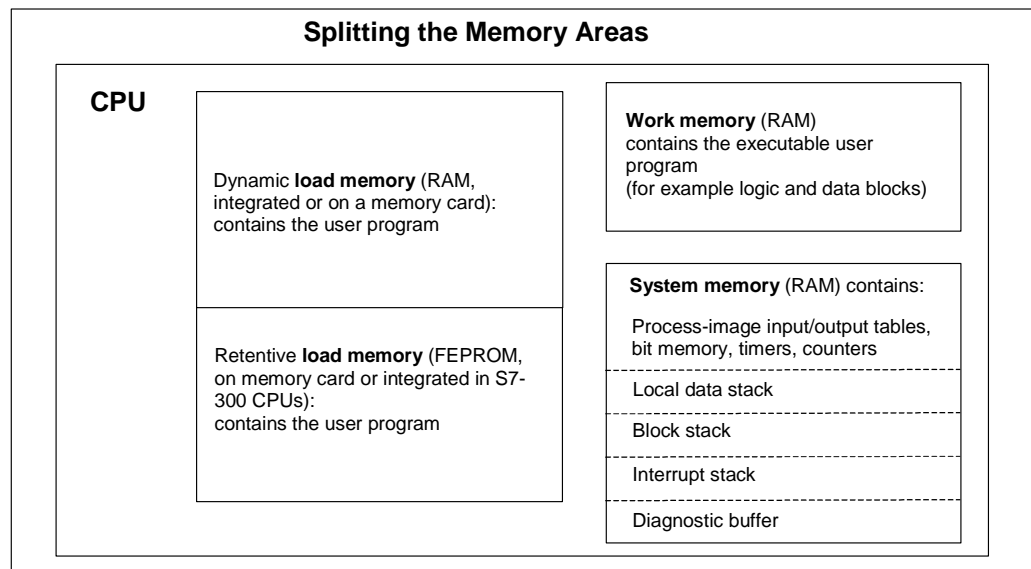 Splitting the Memory Areas
CPU
Dynamic load memory (RAM,
integrated or on a memory card):
contains the user program
Retentive load memory (FEPROM,
on memory card or integrated in S7-
300 CPUs):
contains the user program
Work memory (RAM)
contains the executable user
program
(for example logic and data blocks)
System memory (RAM) contains:
Process-image input/output tables,
bit memory, timers, counters
Local data stack
Block stack
Interrupt stack
Diagnostic buffer